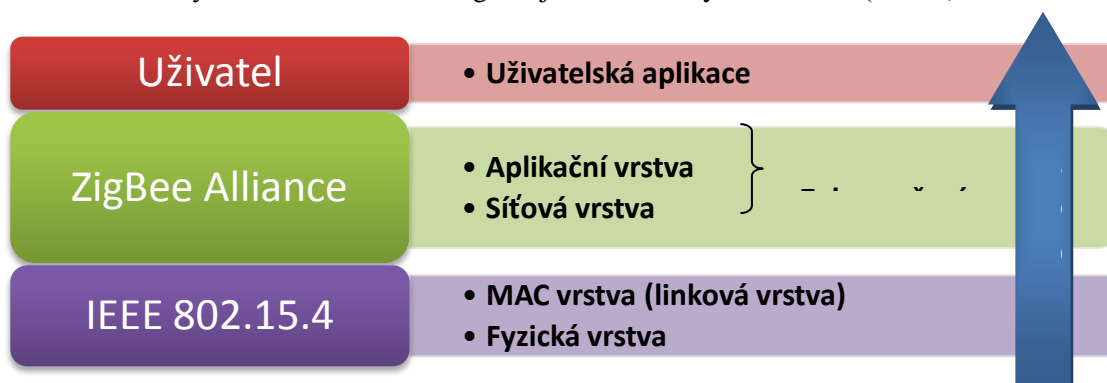 Uživatel
• Uživatelská aplikace
ZigBee Alliance
• Aplikační vrstva
• Síťová vrstva
IEEE 802.15.4
• MAC vrstva (linková vrstva)
• Fyzická vrstva